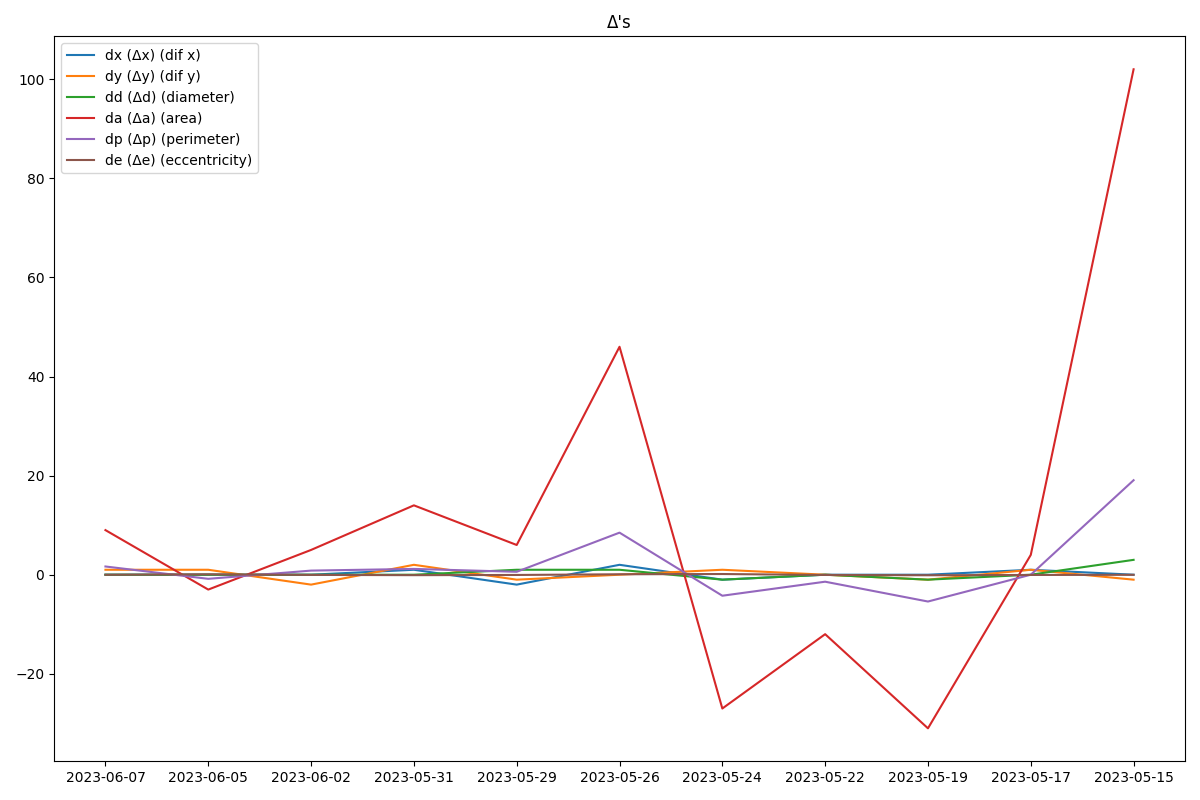 Δ's
dx (Δx) (dif x)
dy (Δy) (dif y)
dd (Δd) (diameter)
da (Δa) (area)
dp (Δp) (perimeter)
de (Δe) (eccentricity)
100
80
60
40
20
0
−20
2023-06-07 2023-06-05 2023-06-02 2023-05-31 2023-05-29 2023-05-26 2023-05-24 2023-05-22 2023-05-19 2023-05-17 2023-05-15